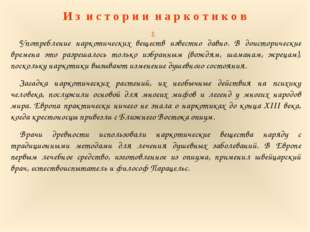 Из истории наркотиков
1.
Употребление наркотических веществ известно давно. В доисторические
времена это разрешалось только избранным (вождям, шаманам, жрецам),
поскольку наркотики вызывают изменение душевного состояния.
Загадка наркотических растений, их необычные действия на психику
человека, послужили основой для многих мифов и легенд у многих народов
мира. Европа практически ничего не знала о наркотиках до конца XIII века,
когда крестоносцы привезли с Ближнего Востока опиум.
Врачи древности использовали наркотические вещества наряду с
традиционными методами для лечения душевных заболеваний. В Европе
первым лечебное средство, изготовленное из опиума, применил швейцарский
врач, естествоиспытатель и философ Парацельс.